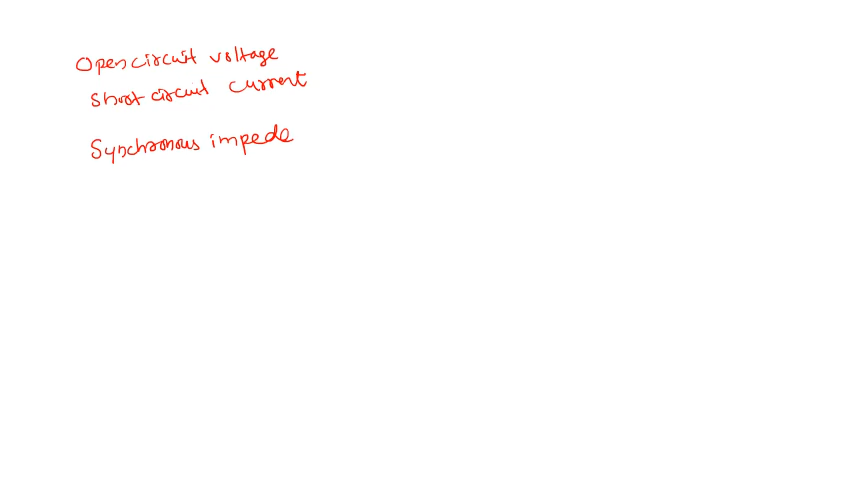 Open circuit voltage
Short circuit current
Synchronous impede